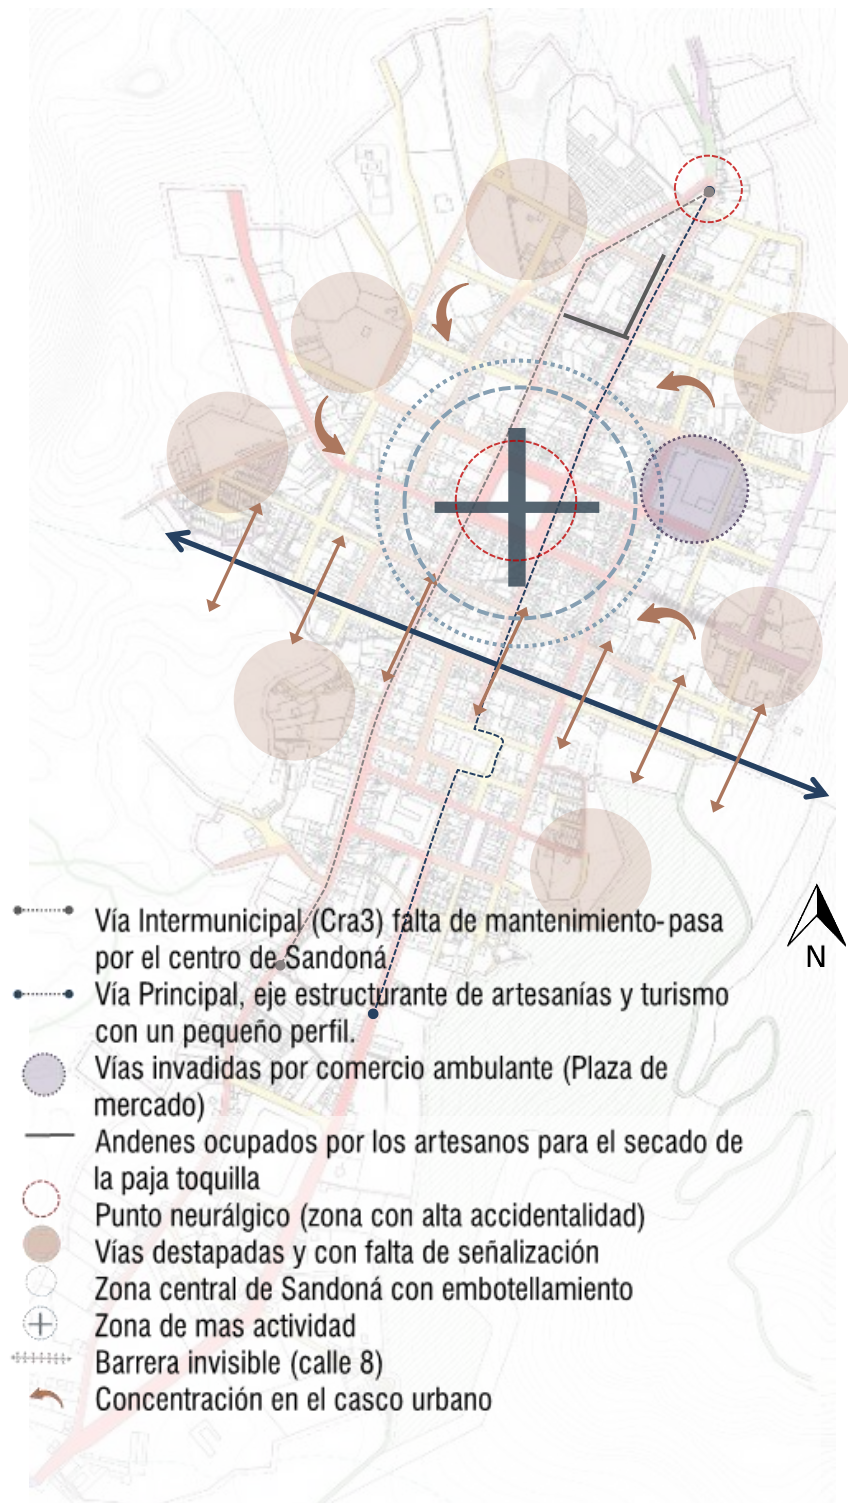 N
Vía Intermunicipal (Cra3) falta de mantenimiento-pasa
por el centro de Sandoná.
Vía Principal, eje estructurante de artesanías y turismo
con un pequeño perfil.
Vías invadidas por comercio ambulante (Plaza de
mercado)
Andenes ocupados por los artesanos para el secado de
la paja toquilla
Punto neurálgico (zona con alta accidentalidad)
Vías destapadas y con falta de señalización
Zona central de Sandoná con embotellamiento
Zona de mas actividad
Barrera invisible (calle 8)
Concentración en el casco urbano